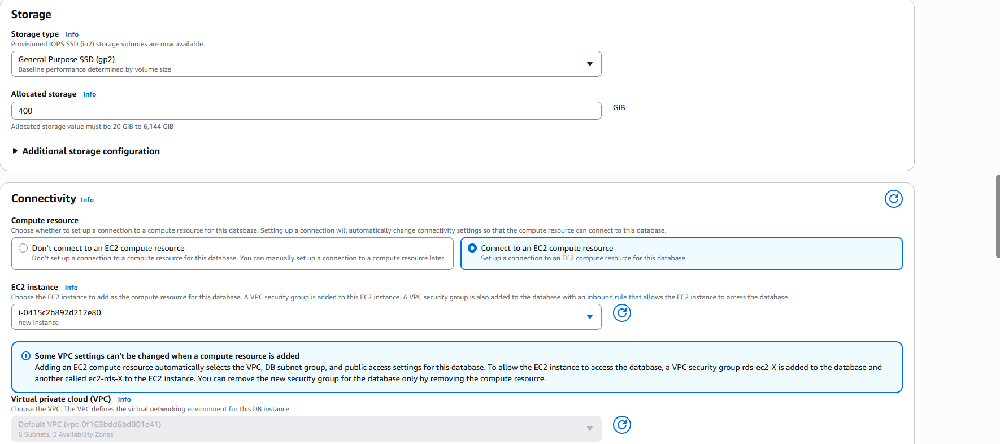 Storage
Storage type Info
Provisioned IOPS SSD (io2) storage volumes are now available.
General Purpose SSD (gp2)
Baseline performance determined by volume size
Allocated storage Info
400
GiB
Allocated storage value must be 20 GiB to 6,144 GiB
Additional storage configuration
Connectivity Info
Compute resource
Choose whether to set up a connection to a compute resource for this database. Setting up a connection will automatically change connectivity settings so that the compute resource can connect to this database.
Don't connect to an EC2 compute resource
Don't set up a connection to a compute resource for this database. You can manually set up a connection to a compute resource later.
Connect to an EC2 compute resource
Set up a connection to an EC2 compute resource for this database.
EC2 instance Info
Choose the EC2 instance to add as the compute resource for this database. A VPC security group is added to this EC2 instance. A VPC security group is also added to the database with an inbound rule that allows the EC2 instance to access the database.
i-0415c2b892d212e80
new instance
Some VPC settings can't be changed when a compute resource is added
Adding an EC2 compute resource automatically selects the VPC, DB subnet group, and public access settings for this database. To allow the EC2 instance to access the database, a VPC security group rds-ec2-X is added to the database and
another called ec2-rds-X to the EC2 instance. You can remove the new security group for the database only by removing the compute resource.
Virtual private cloud (VPC) Info
Choose the VPC. The VPC defines the virtual networking environment for this DB instance.
Default VPC (vpc-0f163bdd6bd001e41)
6 Subnets, 5 Availability Zones